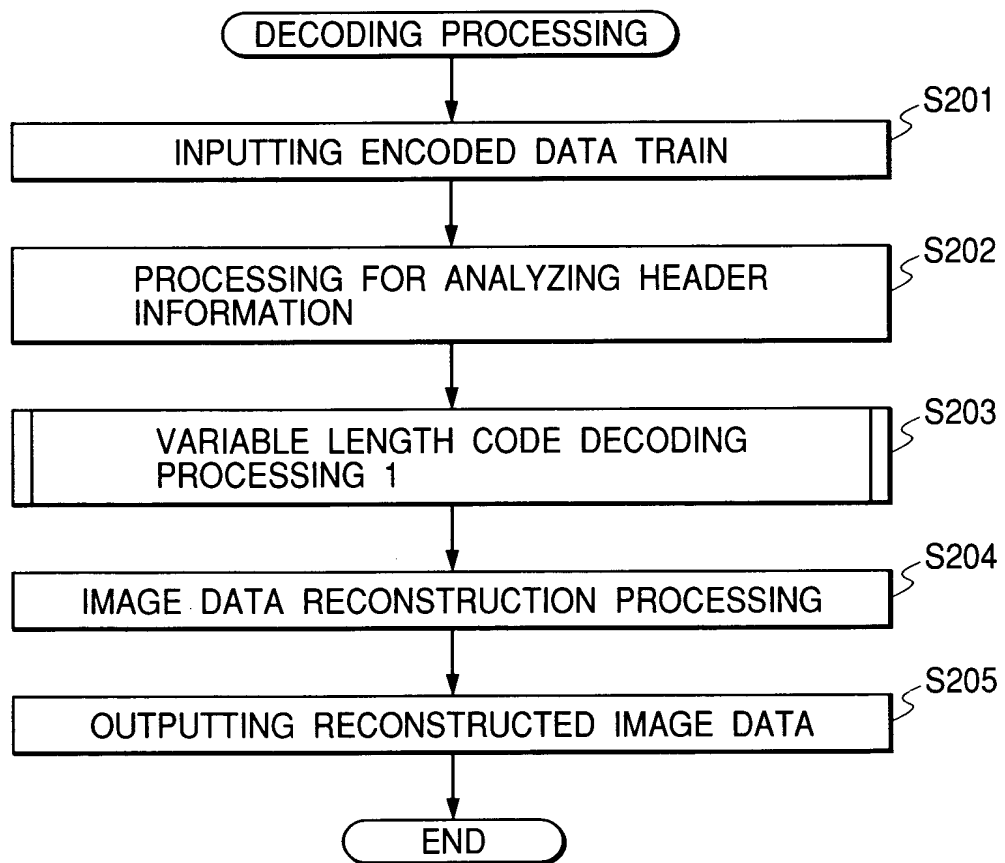 DECODING PROCESSING
S201
INPUTTING ENCODED DATA TRAIN
S202
PROCESSING FOR ANALYZING HEADER
INFORMATION
S203
VARIABLE LENGTH CODE DECODING
PROCESSING 1
S204
IMAGE DATA RECONSTRUCTION PROCESSING
S205
OUTPUTTING RECONSTRUCTED IMAGE DATA
END